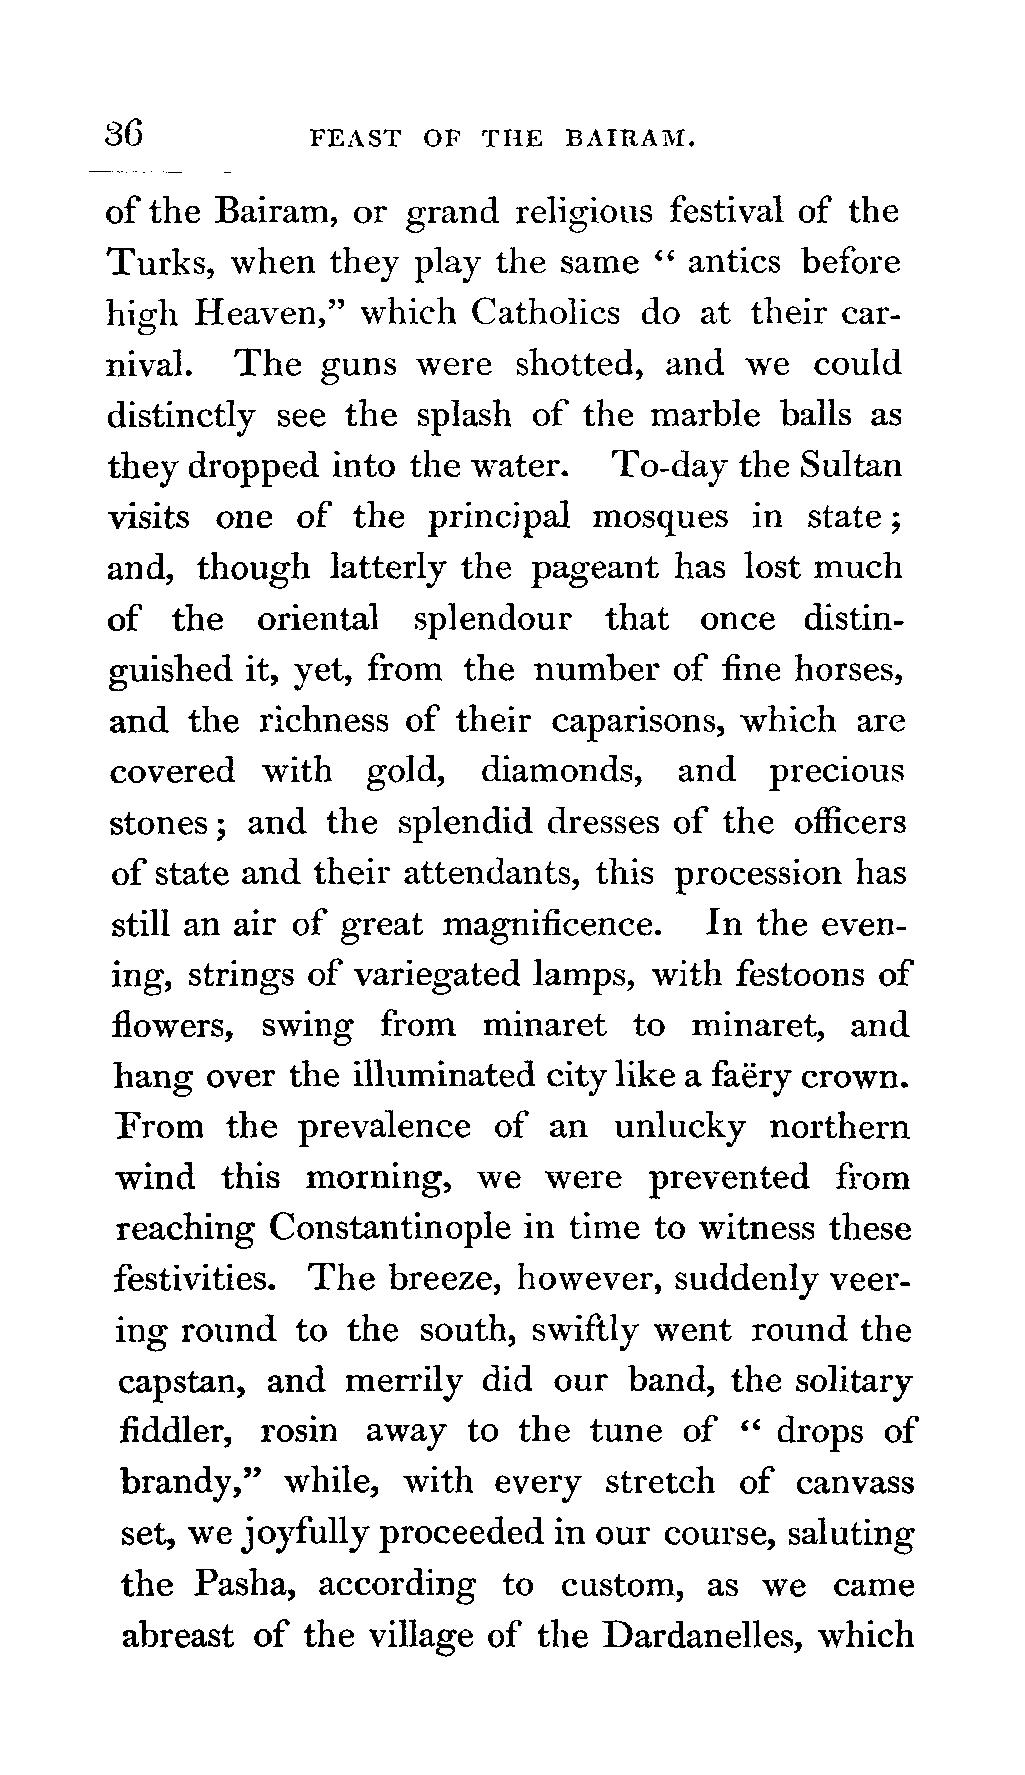 36 FEAST OF THE BAIRAM.
of the Bairam, or grand religious festival of the
Turks, when they play the same “ antics before
high Heaven,” which Catholics do at their car-
nival. The guns were shotted, and we could
distinctly see the splash of the marble balls as
they dropped into the water. To-day the Sultan
visits one of the principal mosques in state ;
and, though latterly the pageant has lost much
of the oriental splendour that once distin-
guished it, yet, from the number of fine horses,
and the richness of their caparisons, which are
covered with gold, diamonds, and precious
stones ; and the splendid dresses of the officers
of state and their attendants, this procession has
still an air of great magnificence. In the even-
ing, strings of variegated lamps, with festoons of
flowers, swing from minaret to minaret, and
hang over the illuminated city like a faëry crown.
From the prevalence of an unlucky northern
wind this morning, we were prevented from
reaching Constantinople in time to witness these
festivities. The breeze, however, suddenly veer-
ing round to the south, swiftly went round the
capstan, and merrily did our band, the solitary
fiddler, rosin away to the tune of “ drops of
brandy,” while, with every stretch of canvass
set, we joyfully proceeded in our course, saluting
the Pasha, according to custom, as we came
abreast of the village of the Dardanelles, which